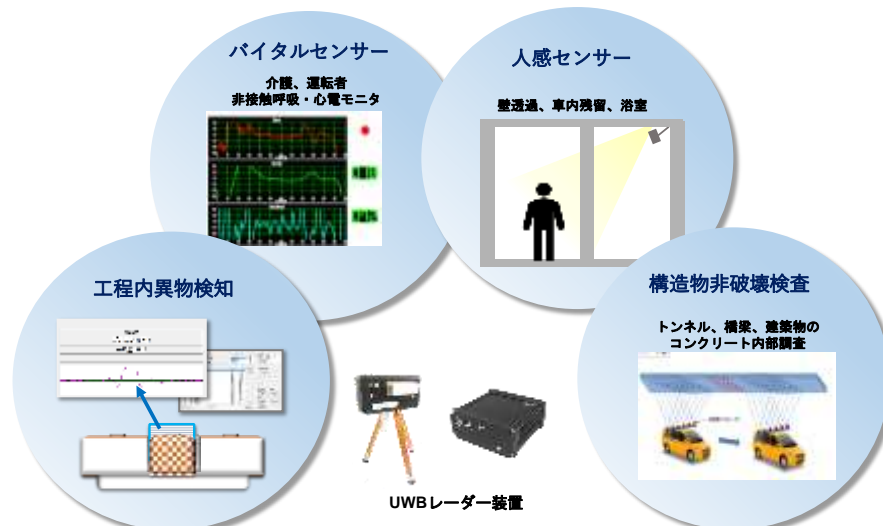 バイタルセンサー
介護、運転者
非接触呼吸・心電モニタ
人感センサー
壁透過、車内残留、浴室
工程内異物検知
構造物非破壊検査
トンネル、橋梁、建築物の
コンクリート内部調査
UWBレーダー装置